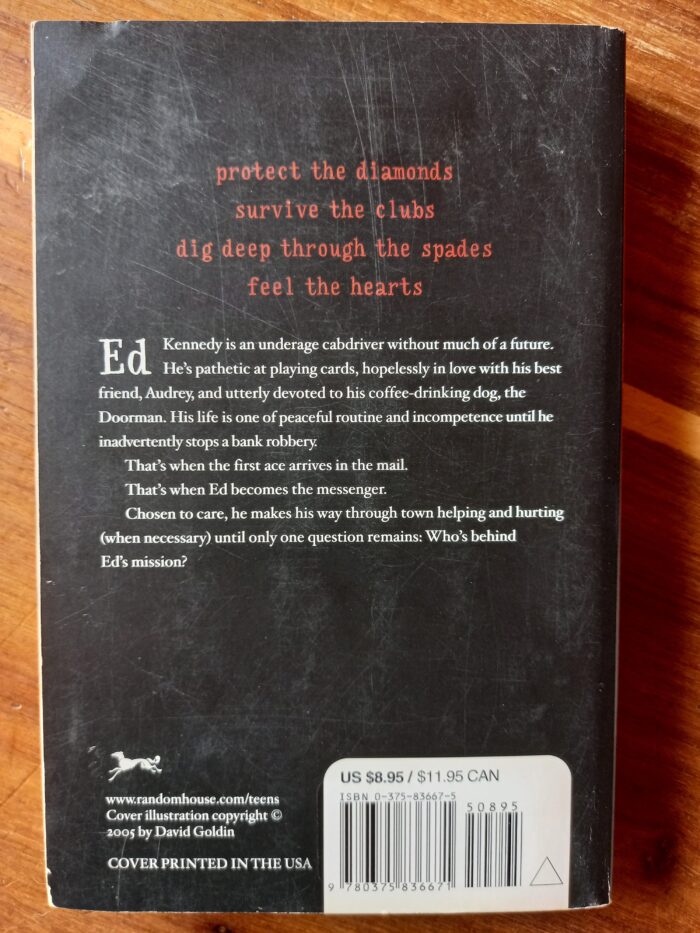 protect the diamonds
survive the clubs
dig deep through the spades
feel the hearts
Ed Kennedy is an underage cabdriver without much of a future.
He's pathetic at playing cards, hopelessly in love with his best
friend, Audrey, and utterly devoted to his coffee-drinking dog, the
Doorman. His life is one of peaceful routine and incompetence until he
inadvertently stops a bank robbery.
That's when the first ace arrives in the mail.
That's when Ed becomes the messenger.
Chosen to care, he makes his way through town helping and hurting
(when necessary) until only one question remains: Who's behind
Ed's mission?
www.randomhouse.com/teens
Cover illustration copyright ©
2005 by David Goldin
COVER PRINTED IN THE USA
US $8.95 / $11.95 CAN
ISBN 0-375-83667-5
50895
9 780375 836671